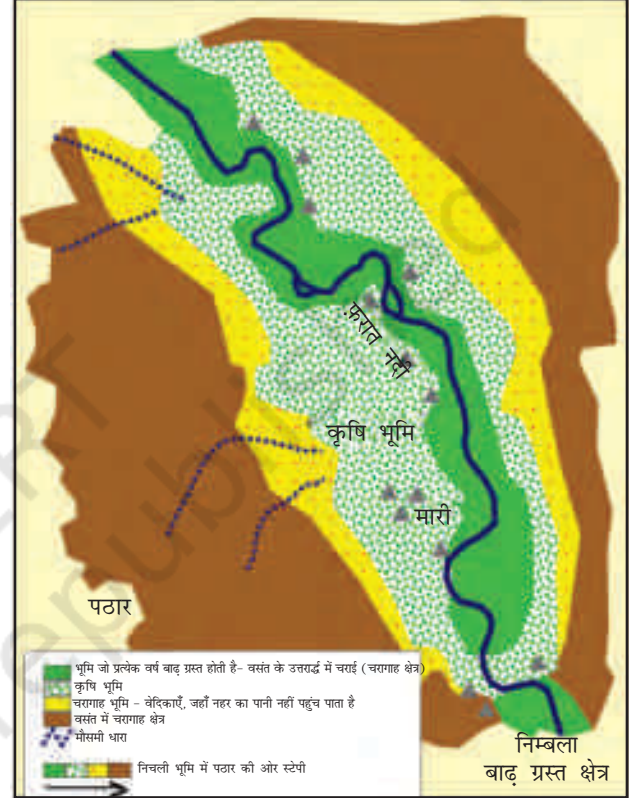 फ़रात नदी
कृषि भूमि
मारी
पठार
भूमि जो प्रत्येक वर्ष बाढ़ ग्रस्त होती है- वसंत के उत्तरार्द्ध में चराई (चरागाह क्षेत्र)
कृषि भूमि
चरागाह भूमि - वेदिकाएँ, जहाँ नहर का पानी नहीं पहुंच पाता है
वसंत में चरागाह क्षेत्र
मौसमी धारा
निचली भूमि में पठार की ओर स्टेपी
निम्बला
बाढ़ ग्रस्त क्षेत्र